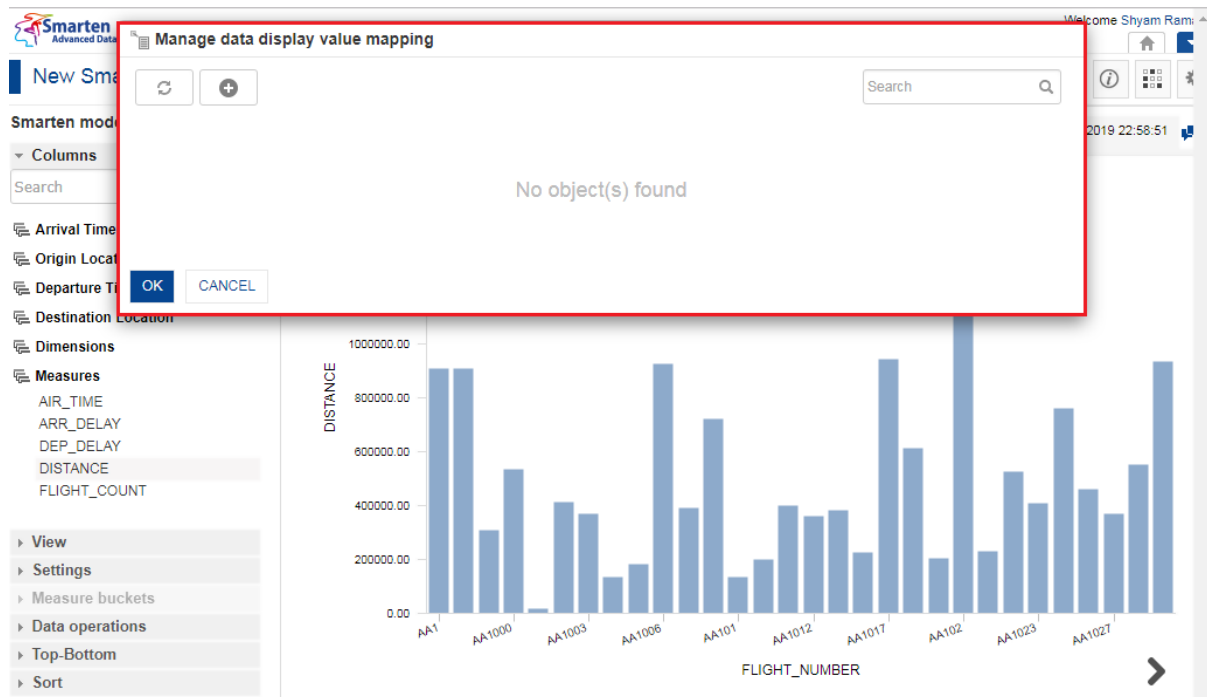 Smarten
Advanced Data
Welcome Shyam Rama
New Sma
Manage data display value mapping
Search
No object(s) found
OK
CANCEL
2019 22:58:51
Smarten mode
Columns
Search
Arrival Time
Origin Locat
Departure Ti
Destination Location
Dimensions
Measures
AIR_TIME
ARR_DELAY
DEP_DELAY
DISTANCE
FLIGHT_COUNT
View
Settings
Measure buckets
Data operations
Top-Bottom
Sort
DISTANCE
1000000.00
800000.00
600000.00
400000.00
200000.00
0.00
AA1 AA1000 AA1003 AA1006 AA101 AA1012 AA1017 AA102 AA1023 AA1027
FLIGHT_NUMBER